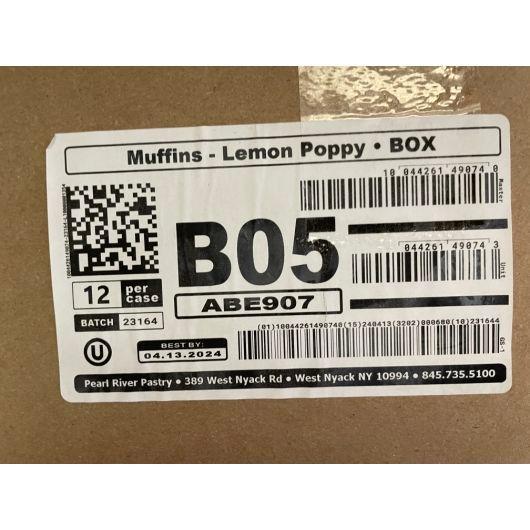 Muffins - Lemon Poppy • BOX
10 044261 49074 0
Master
B05
044261 49074 3
Unit
12 per case
ABE907
BATCH 23164
(01)10044261490740(15)240413(3202)000680(10)231644
GS-1
U
BEST BY:
04.13.2024
Pearl River Pastry • 389 West Nyack Rd • West Nyack NY 10994 • 845.735.5100